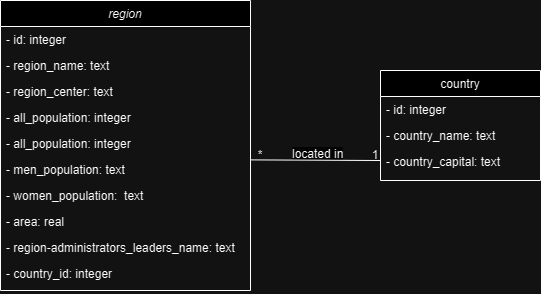 region
- id: integer
- region_name: text
- region_center: text
- all_population: integer
- all_population: integer
- men_population: text
- women_population:  text
- area: real
- region-administrators_leaders_name: text
- country_id: integer
* located in 1
country
- id: integer
- country_name: text
- country_capital: text